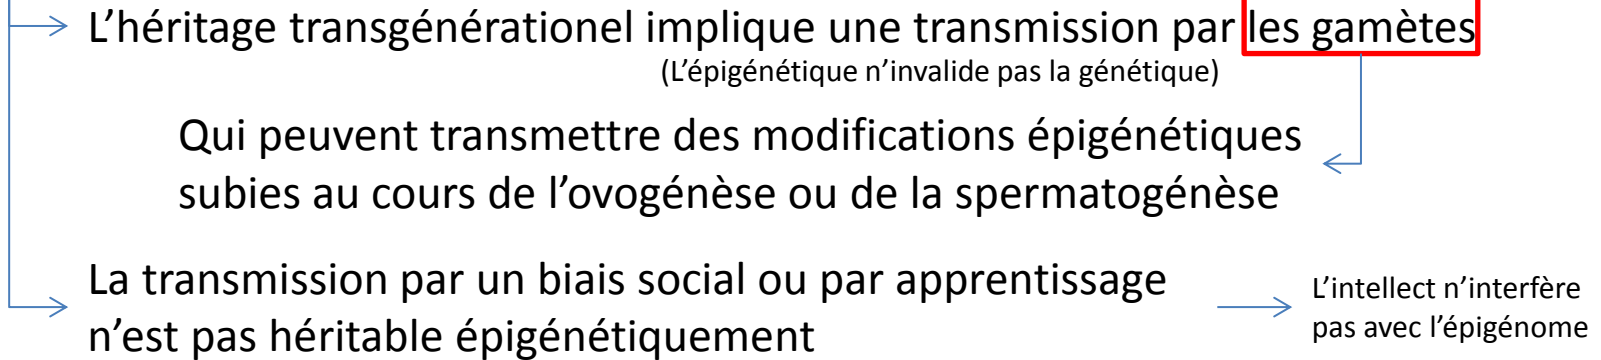 L’héritage transgénérationel implique une transmission par les gamètes
(L’épigénétique n’invalide pas la génétique)
Qui peuvent transmettre des modifications épigénétiques
subies au cours de l’ovogénèse ou de la spermatogénèse
La transmission par un biais social ou par apprentissage
n’est pas héritable épigénétiquement
L’intellect n’interfère
pas avec l’épigénome